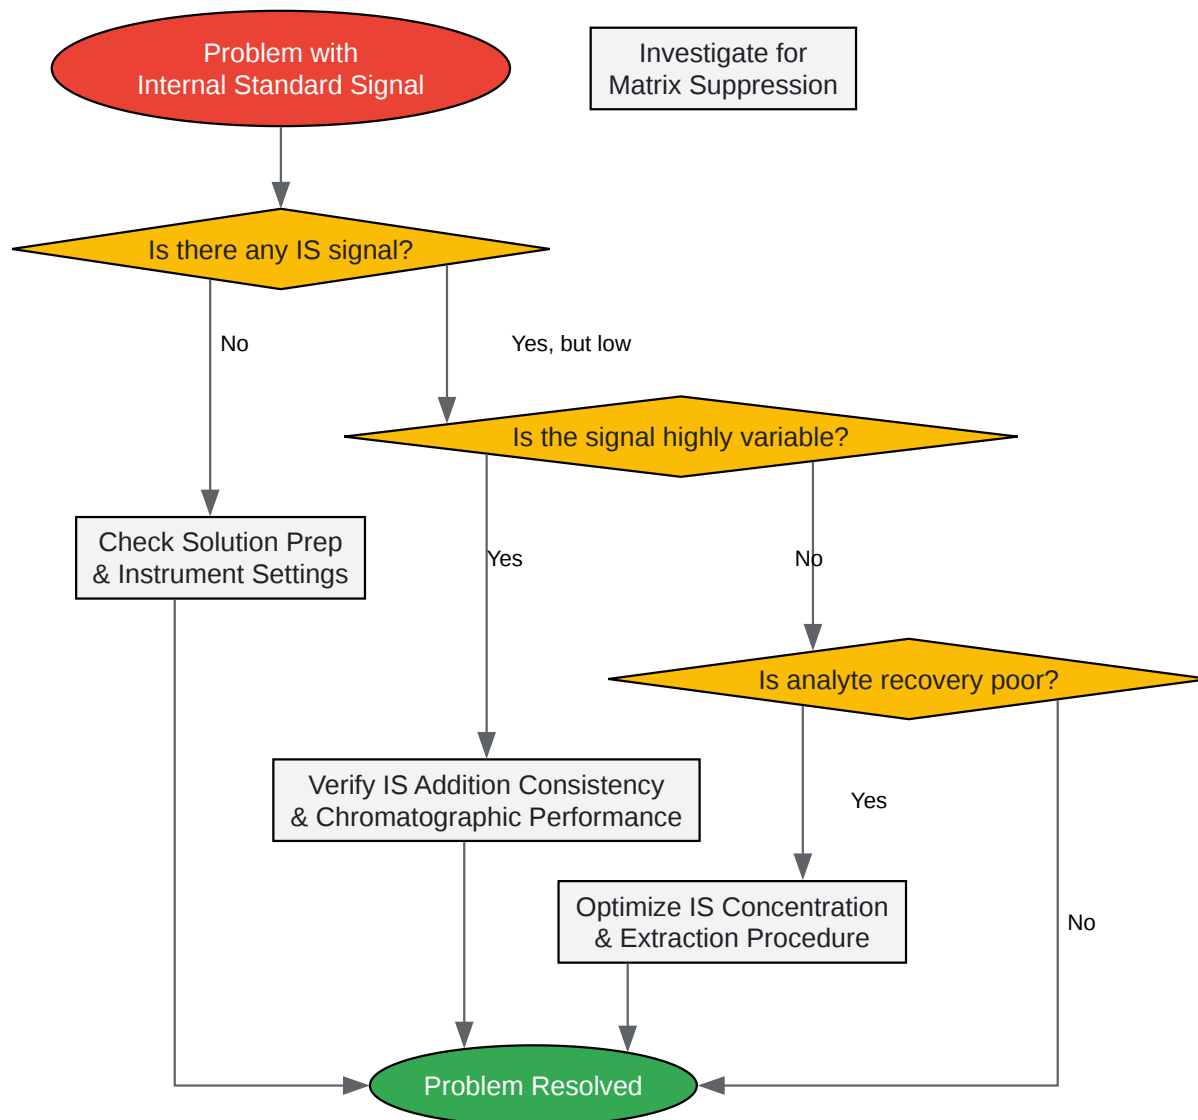 Problem with
Internal Standard Signal
Investigate for
Matrix Suppression
Is there any IS signal?
No
Yes, but low
Is the signal highly variable?
Check Solution Prep
& Instrument Settings
Yes
No
Is analyte recovery poor?
Verify IS Addition Consistency
& Chromatographic Performance
Yes
Optimize IS Concentration
& Extraction Procedure
No
Problem Resolved